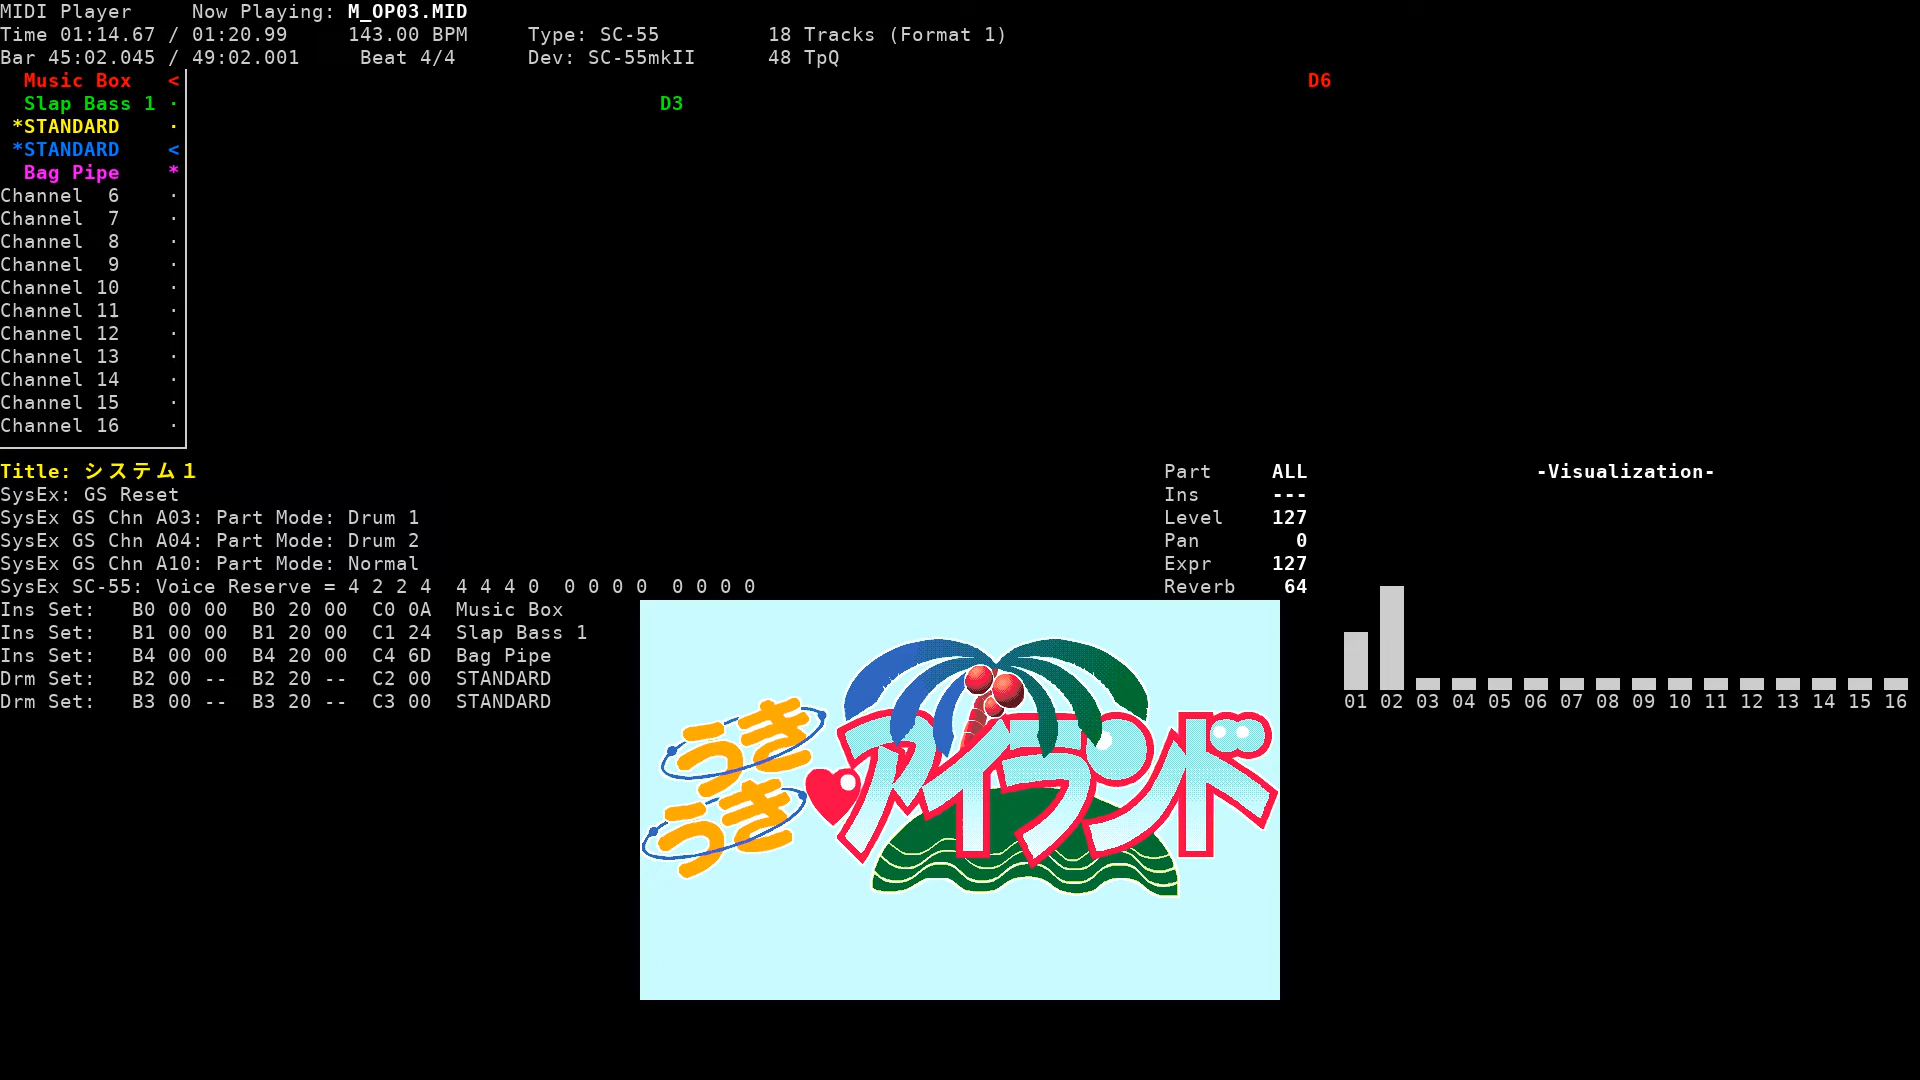 MIDI Player     Now Playing: M_OP03.MID
Time 01:14.67 / 01:20.99     143.00 BPM     Type: SC-55     18 Tracks (Format 1)
Bar 45:02.045 / 49:02.001     Beat 4/4     Dev: SC-55mkII     48 TpQ
Music Box < D6
Slap Bass 1 · D3
*STANDARD ·
*STANDARD <
Bag Pipe *
Channel 6 ·
Channel 7 ·
Channel 8 ·
Channel 9 ·
Channel 10 ·
Channel 11 ·
Channel 12 ·
Channel 13 ·
Channel 14 ·
Channel 15 ·
Channel 16 ·
Title: システム１
SysEx: GS Reset
SysEx GS Chn A03: Part Mode: Drum 1
SysEx GS Chn A04: Part Mode: Drum 2
SysEx GS Chn A10: Part Mode: Normal
SysEx SC-55: Voice Reserve = 4 2 2 4  4 4 4 0  0 0 0 0  0 0 0 0
Ins Set:   B0 00 00  B0 20 00  C0 0A  Music Box
Ins Set:   B1 00 00  B1 20 00  C1 24  Slap Bass 1
Ins Set:   B4 00 00  B4 20 00  C4 6D  Bag Pipe
Drm Set:   B2 00 --  B2 20 --  C2 00  STANDARD
Drm Set:   B3 00 --  B3 20 --  C3 00  STANDARD
Part ALL
Ins ---
Level 127
Pan 0
Expr 127
Reverb 64
-Visualization-
01 02 03 04 05 06 07 08 09 10 11 12 13 14 15 16
うき
うき
アイランド